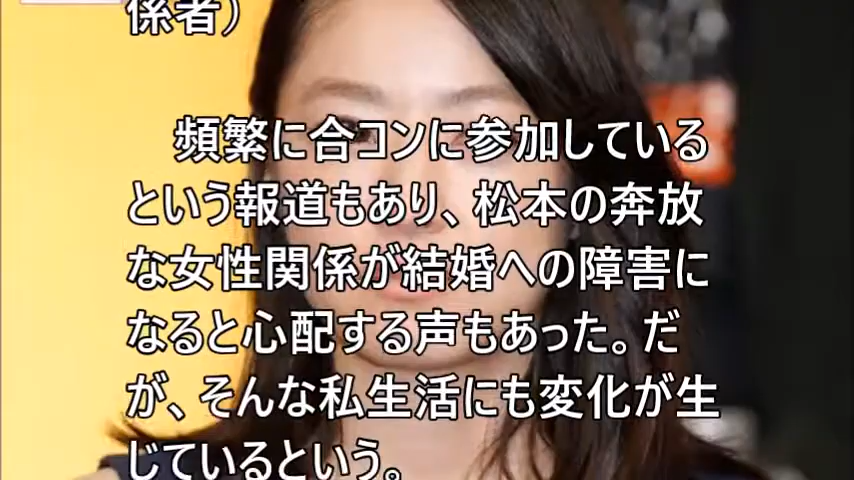 係者）
頻繁に合コンに参加している
という報道もあり、松本の奔放
な女性関係が結婚への障害に
なると心配する声もあった。だ
が、そんな私生活にも変化が生
じているという。